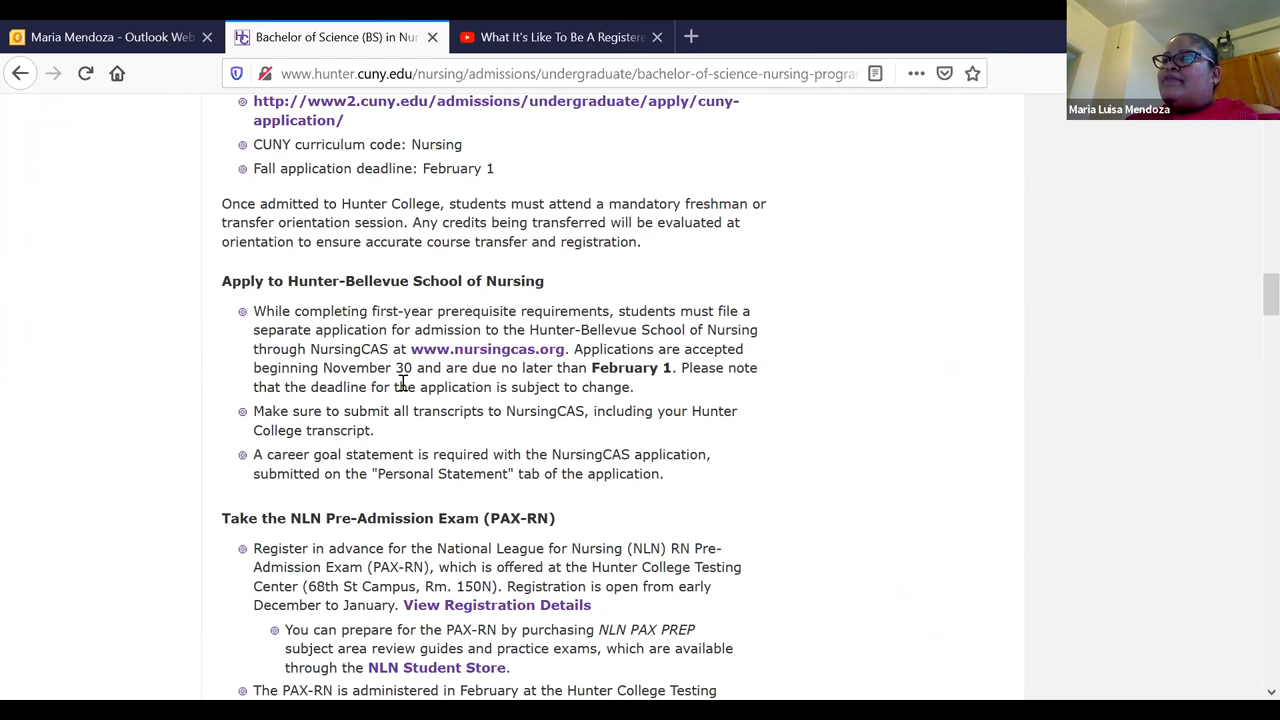 Maria Mendoza - Outlook Web
Bachelor of Science (BS) in Nur
What It's Like To Be A Registere
www.hunter.cuny.edu/nursing/admissions/undergraduate/bachelor-of-science-nursing-progra
Maria Luisa Mendoza
http://www2.cuny.edu/admissions/undergraduate/apply/cuny-
application/
CUNY curriculum code: Nursing
Fall application deadline: February 1
Once admitted to Hunter College, students must attend a mandatory freshman or
transfer orientation session. Any credits being transferred will be evaluated at
orientation to ensure accurate course transfer and registration.
Apply to Hunter-Bellevue School of Nursing
While completing first-year prerequisite requirements, students must file a
separate application for admission to the Hunter-Bellevue School of Nursing
through NursingCAS at www.nursingcas.org. Applications are accepted
beginning November 30 and are due no later than February 1. Please note
that the deadline for the application is subject to change.
Make sure to submit all transcripts to NursingCAS, including your Hunter
College transcript.
A career goal statement is required with the NursingCAS application,
submitted on the "Personal Statement" tab of the application.
Take the NLN Pre-Admission Exam (PAX-RN)
Register in advance for the National League for Nursing (NLN) RN Pre-
Admission Exam (PAX-RN), which is offered at the Hunter College Testing
Center (68th St Campus, Rm. 150N). Registration is open from early
December to January. View Registration Details
You can prepare for the PAX-RN by purchasing NLN PAX PREP
subject area review guides and practice exams, which are available
through the NLN Student Store.
The PAX-RN is administered in February at the Hunter College Testing